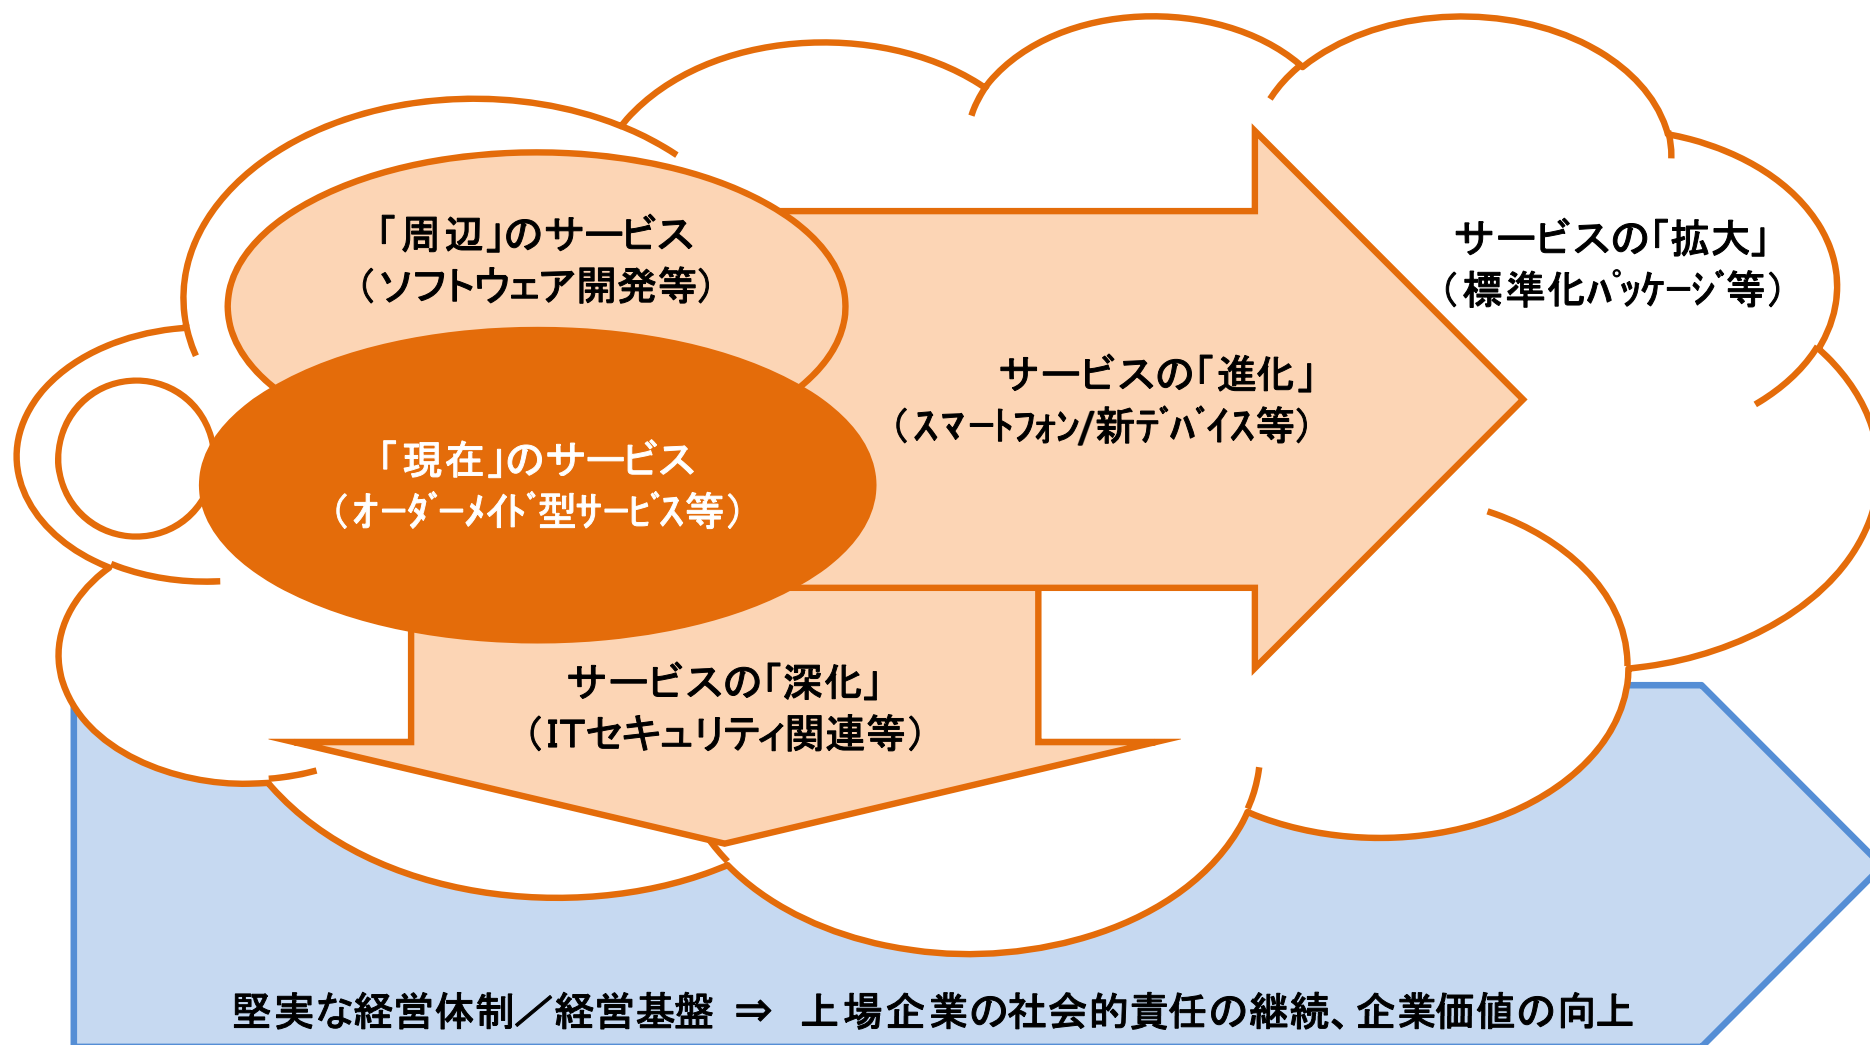 「周辺」のサービス
（ソフトウェア開発等）
サービスの「拡大」
（標準化ﾊﾟｯｹｰｼﾞ等）
サービスの「進化」
（ｽﾏｰﾄﾌｫﾝ/新ﾃﾞﾊﾞｲｽ等）
「現在」のサービス
（ｵｰﾀﾞｰﾒｲﾄﾞ型ｻｰﾋﾞｽ等）
サービスの「深化」
（ITセキュリティ関連等）
堅実な経営体制／経営基盤 ⇒ 上場企業の社会的責任の継続、企業価値の向上